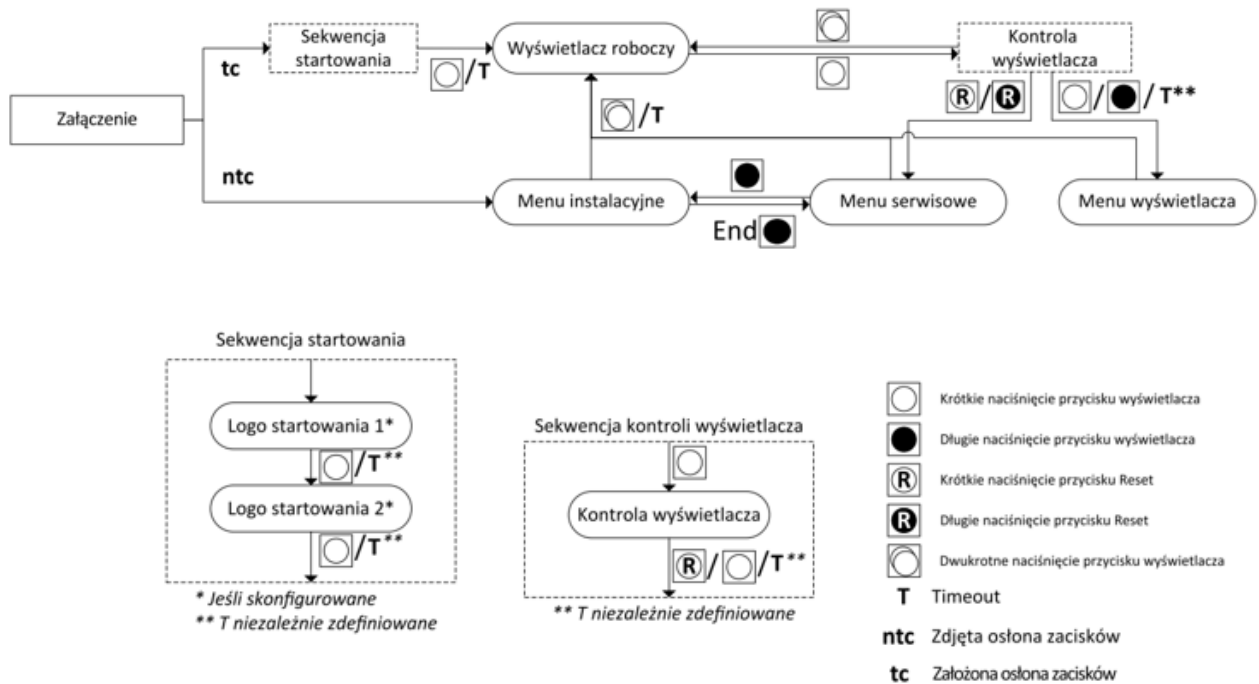 Sekwencja
startowania
Wyświetlacz roboczy
Kontrola
wyświetlacza
tc
/T
R/R
/ /T**
Załączenie
/T
ntc
Menu instalacyjne
Menu serwisowe
Menu wyświetlacza
End
Sekwencja startowania
Logo startowania 1*
/T**
Logo startowania 2*
/T**
* Jeśli skonfigurowane
** T niezależnie zdefiniowane
Sekwencja kontroli wyświetlacza
Kontrola wyświetlacza
R/ /T**
** T niezależnie zdefiniowane
Krótkie naciśnięcie przycisku wyświetlacza
Długie naciśnięcie przycisku wyświetlacza
R Krótkie naciśnięcie przycisku Reset
R Długie naciśnięcie przycisku Reset
Dwukrotne naciśnięcie przycisku wyświetlacza
T Timeout
ntc Zdjęta osłona zacisków
tc Założona osłona zacisków